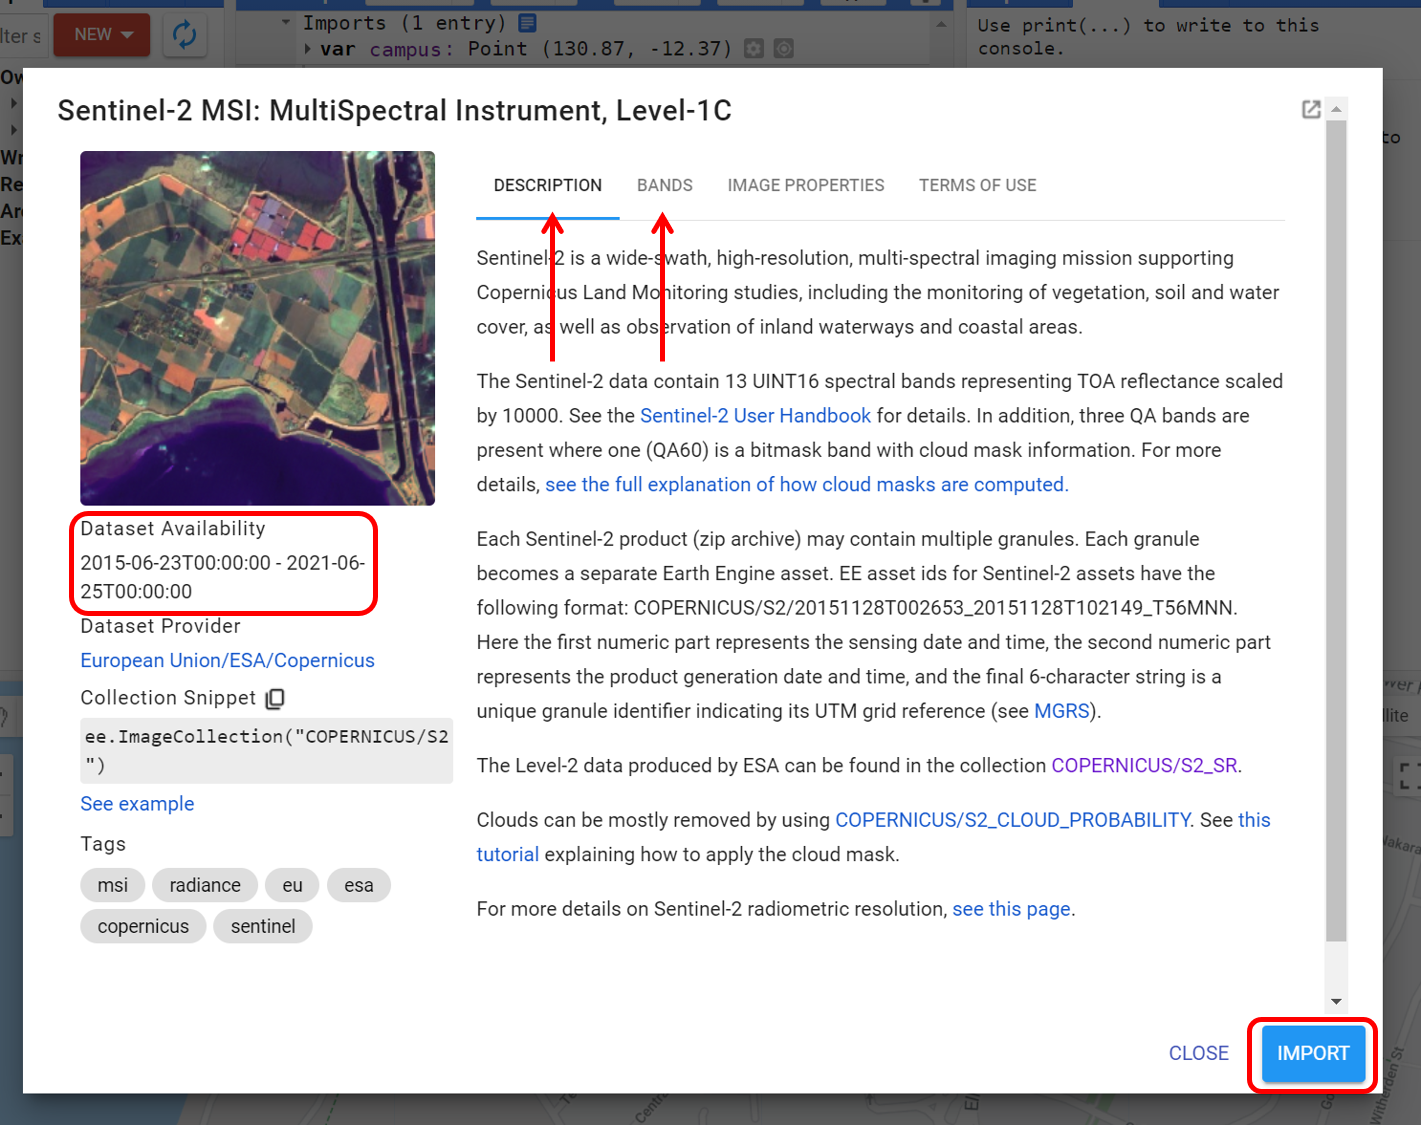 lter s
NEW
Imports (1 entry)
var campus: Point (130.87, -12.37)
Use print(...) to write to this
console.
Ow
Wr
Re
Arc
Exa
to
Sentinel-2 MSI: MultiSpectral Instrument, Level-1C
DESCRIPTION BANDS IMAGE PROPERTIES TERMS OF USE
Sentinel-2 is a wide-swath, high-resolution, multi-spectral imaging mission supporting
Copernicus Land Monitoring studies, including the monitoring of vegetation, soil and water
cover, as well as observation of inland waterways and coastal areas.
The Sentinel-2 data contain 13 UINT16 spectral bands representing TOA reflectance scaled
by 10000. See the Sentinel-2 User Handbook for details. In addition, three QA bands are
present where one (QA60) is a bitmask band with cloud mask information. For more
details, see the full explanation of how cloud masks are computed.
Each Sentinel-2 product (zip archive) may contain multiple granules. Each granule
becomes a separate Earth Engine asset. EE asset ids for Sentinel-2 assets have the
following format: COPERNICUS/S2/20151128T002653_20151128T102149_T56MNN.
Here the first numeric part represents the sensing date and time, the second numeric part
represents the product generation date and time, and the final 6-character string is a
unique granule identifier indicating its UTM grid reference (see MGRS).
The Level-2 data produced by ESA can be found in the collection COPERNICUS/S2_SR.
Clouds can be mostly removed by using COPERNICUS/S2_CLOUD_PROBABILITY. See this
tutorial explaining how to apply the cloud mask.
For more details on Sentinel-2 radiometric resolution, see this page.
Dataset Availability
2015-06-23T00:00:00 - 2021-06-
25T00:00:00
Dataset Provider
European Union/ESA/Copernicus
Collection Snippet
ee.ImageCollection("COPERNICUS/S2
")
See example
Tags
msi radiance eu esa
copernicus sentinel
CLOSE IMPORT
llite
Nakara
Witherden St
Centr